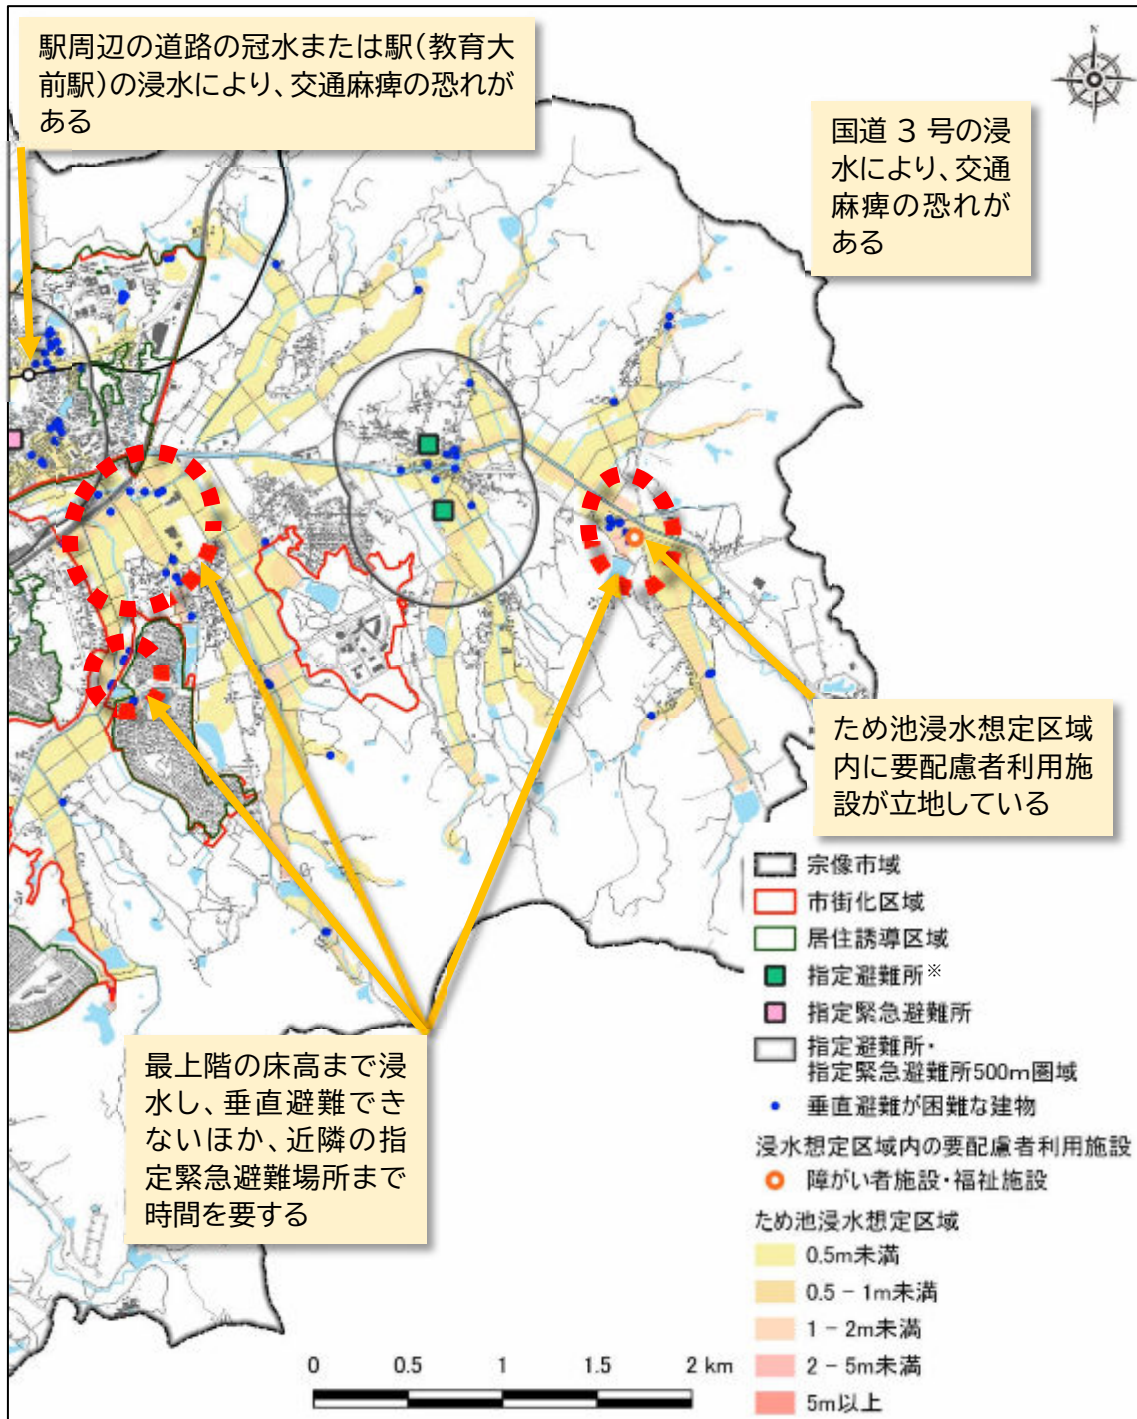 駅周辺の道路の冠水または駅(教育大
前駅)の浸水により、交通麻痺の恐れが
ある
N
国道 3 号の浸
水により、交通
麻痺の恐れが
ある
ため池浸水想定区域
内に要配慮者利用施
設が立地している
最上階の床高まで浸
水し、垂直避難でき
ないほか、近隣の指
定緊急避難場所まで
時間を要する
宗像市域
市街化区域
居住誘導区域
指定避難所※
指定緊急避難所
指定避難所・
指定緊急避難所500m圏域
垂直避難が困難な建物
浸水想定区域内の要配慮者利用施設
障がい者施設・福祉施設
ため池浸水想定区域
0.5m未満
0.5 - 1m未満
1 - 2m未満
2 - 5m未満
5m以上
0 0.5 1 1.5 2 km